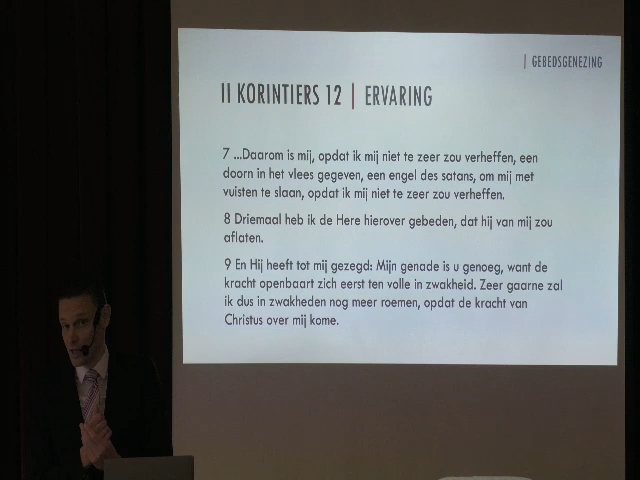 | GEBEDSGENEZING
II KORINTIERS 12 | ERVARING
7 ...Daarom is mij, opdat ik mij niet te zeer zou verheffen, een
doorn in het vlees gegeven, een engel des satans, om mij met
vuisten te slaan, opdat ik mij niet te zeer zou verheffen.
8 Driemaal heb ik de Here hierover gebeden, dat hij van mij zou
aflaten.
9 En Hij heeft tot mij gezegd: Mijn genade is u genoeg, want de
kracht openbaart zich eerst ten volle in zwakheid. Zeer gaarne zal
ik dus in zwakheden nog meer roemen, opdat de kracht van
Christus over mij kome.